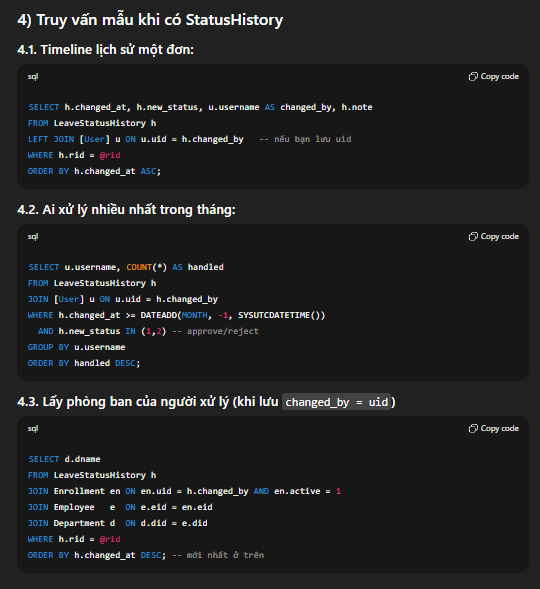 4) Truy vấn mẫu khi có StatusHistory
4.1. Timeline lịch sử một đơn:
sql
Copy code
SELECT h.changed_at, h.new_status, u.username AS changed_by, h.note
FROM LeaveStatusHistory h
LEFT JOIN [User] u ON u.uid = h.changed_by   -- nếu bạn lưu uid
WHERE h.rid = @rid
ORDER BY h.changed_at ASC;
4.2. Ai xử lý nhiều nhất trong tháng:
sql
Copy code
SELECT u.username, COUNT(*) AS handled
FROM LeaveStatusHistory h
JOIN [User] u ON u.uid = h.changed_by
WHERE h.changed_at >= DATEADD(MONTH, -1, SYSUTCDATETIME())
  AND h.new_status IN (1,2) -- approve/reject
GROUP BY u.username
ORDER BY handled DESC;
4.3. Lấy phòng ban của người xử lý (khi lưu changed_by = uid)
sql
Copy code
SELECT d.dname
FROM LeaveStatusHistory h
JOIN Enrollment en ON en.uid = h.changed_by AND en.active = 1
JOIN Employee   e  ON e.eid = en.eid
JOIN Department d  ON d.did = e.did
WHERE h.rid = @rid
ORDER BY h.changed_at DESC; -- mới nhất ở trên